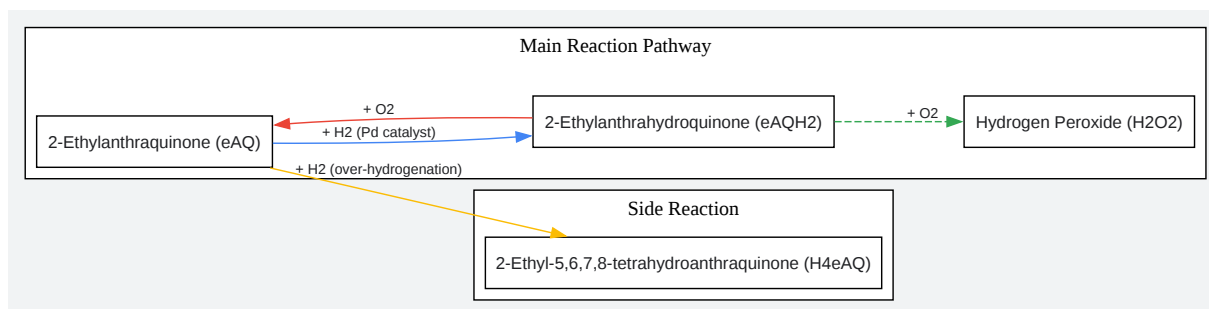 Main Reaction Pathway
+ O2
2-Ethylanthraquinone (eAQ)
+ H2 (Pd catalyst)
2-Ethylanthrahydroquinone (eAQH2)
+ O2
Hydrogen Peroxide (H2O2)
+ H2 (over-hydrogenation)
Side Reaction
2-Ethyl-5,6,7,8-tetrahydroanthraquinone (H4eAQ)